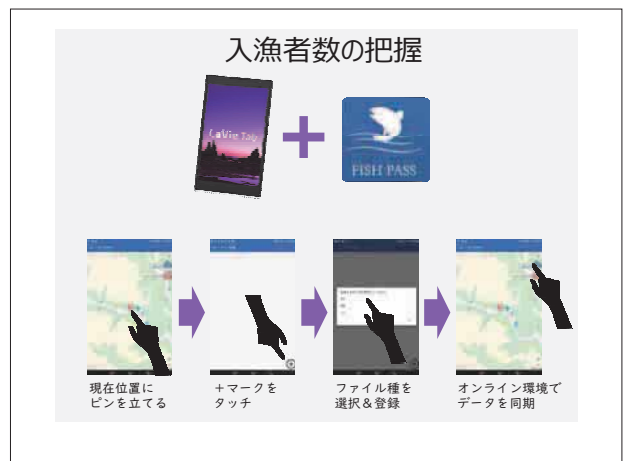 入漁者数の把握
LaVie Tab
FISH PASS
現在位置に
ピンを立てる
＋マークを
タッチ
ファイル種を
選択＆登録
オンライン環境で
データを同期